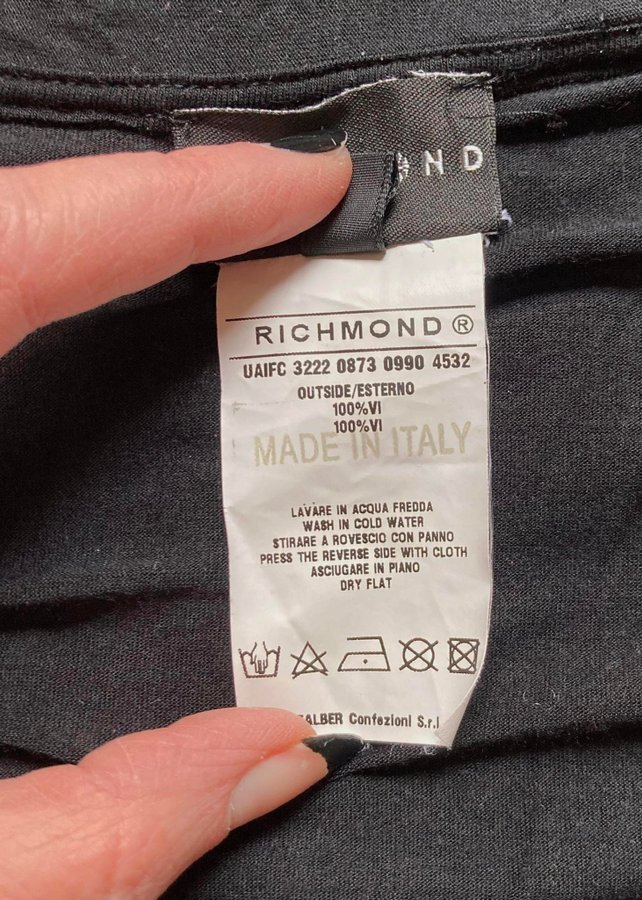 OND
RICHMOND ®
UAIFC 3222 0873 0990 4532
OUTSIDE/ESTERNO
100%VI
100%VI
MADE IN ITALY
LAVARE IN ACQUA FREDDA
WASH IN COLD WATER
STIRARE A ROVESCIO CON PANNO
PRESS THE REVERSE SIDE WITH CLOTH
ASCIUGARE IN PIANO
DRY FLAT
ALBER Confezioni S.r.l